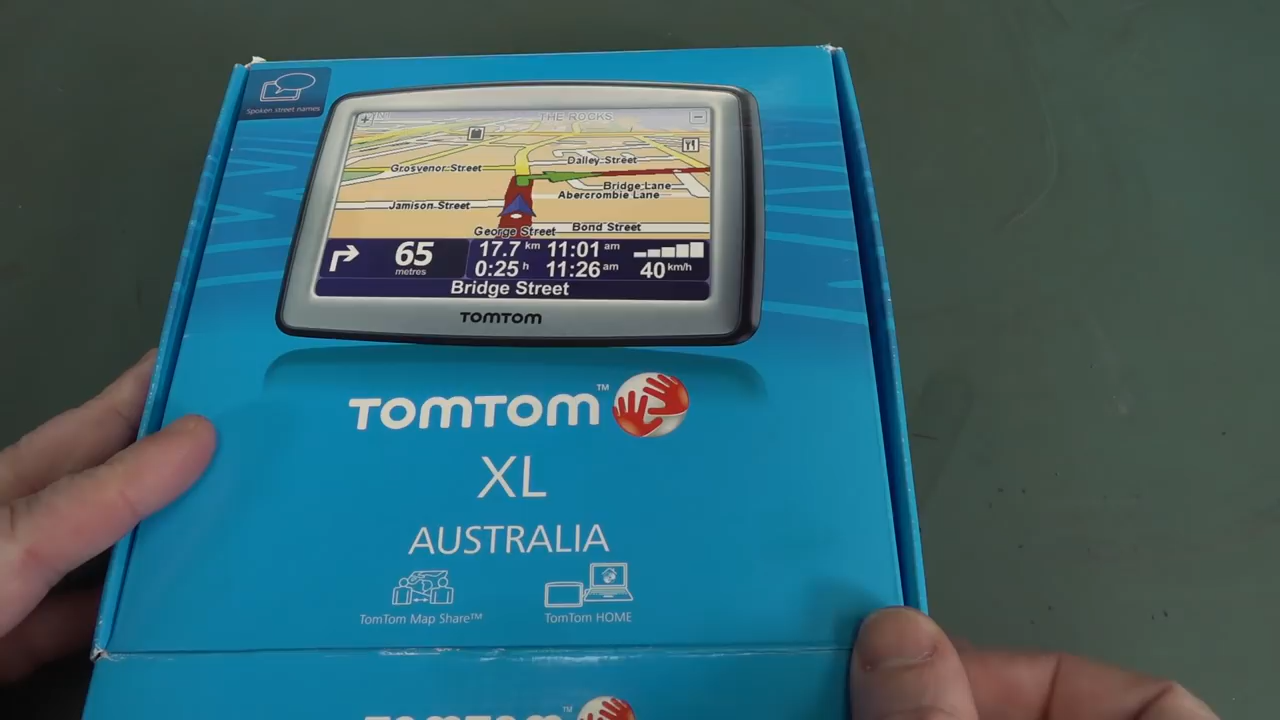 Spoken street names
THE ROCKS
Grosvenor Street
Dalley Street
Bridge Lane
Abercrombie Lane
Jamison Street
George Street
Bond Street
65
metres
17.7 km 11:01 am
0:25 h 11:26 am
40 km/h
Bridge Street
TOMTOM
TOMTOM™
XL
AUSTRALIA
TomTom Map Share™
TomTom HOME
TOMTOM™